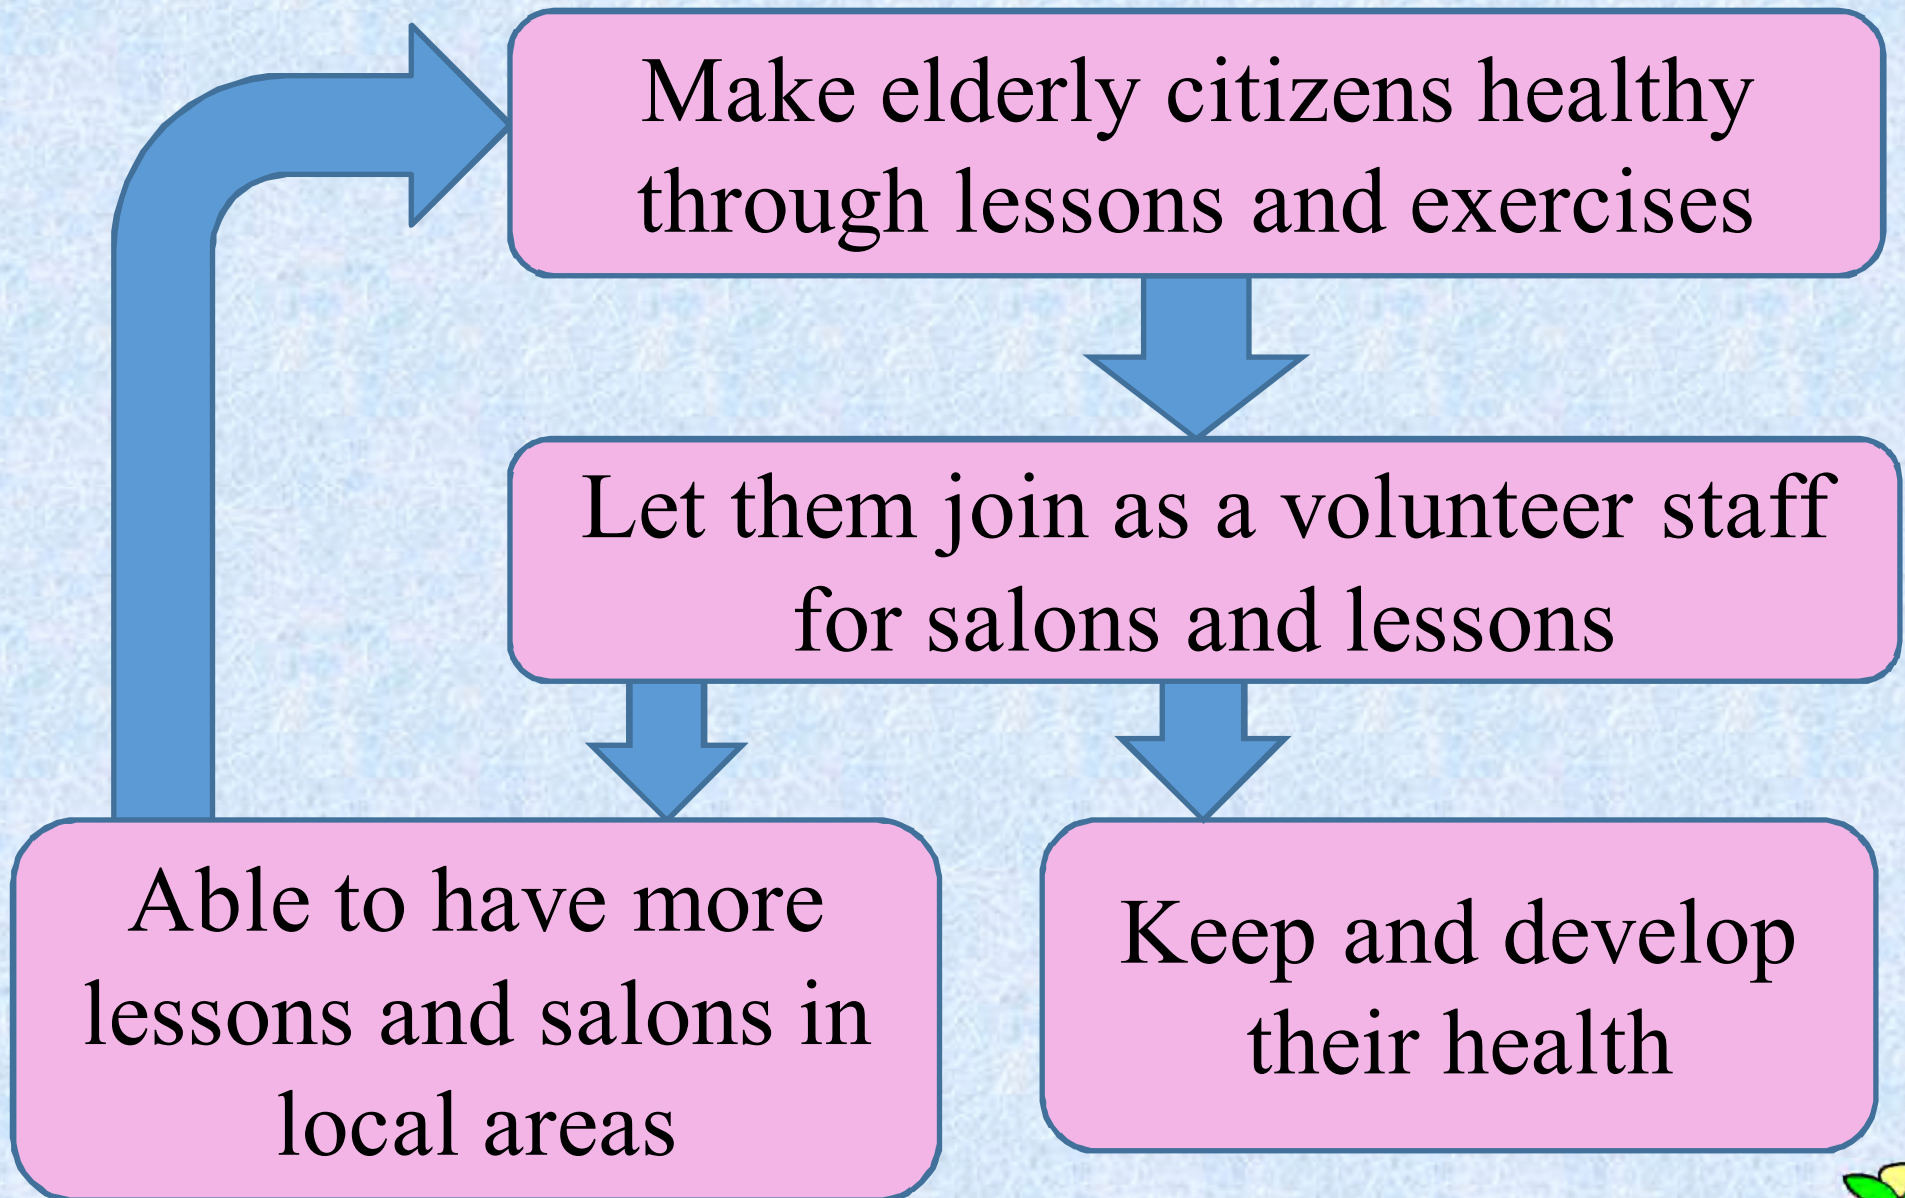 Make elderly citizens healthy
through lessons and exercises
Let them join as a volunteer staff
for salons and lessons
Able to have more
lessons and salons in
local areas
Keep and develop
their health